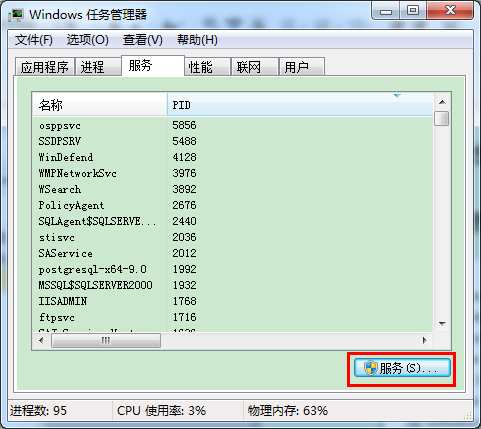 Windows 任务管理器
文件(F) 选项(O) 查看(V) 帮助(H)
应用程序 进程 服务 性能 联网 用户
名称 PID
osppsvc 5856
SSDPSRV 5488
WinDefend 4128
WMPNetworkSvc 3976
WSearch 3892
PolicyAgent 2676
SQLAgent$SQLSERVE... 2440
stisvc 2036
SAService 2012
postgresql-x64-9.0 1992
MSSQL$SQLSERVER2000 1932
IISADMIN 1768
ftpsvc 1716
服务(S)...
进程数: 95 CPU 使用率: 3% 物理内存: 63%